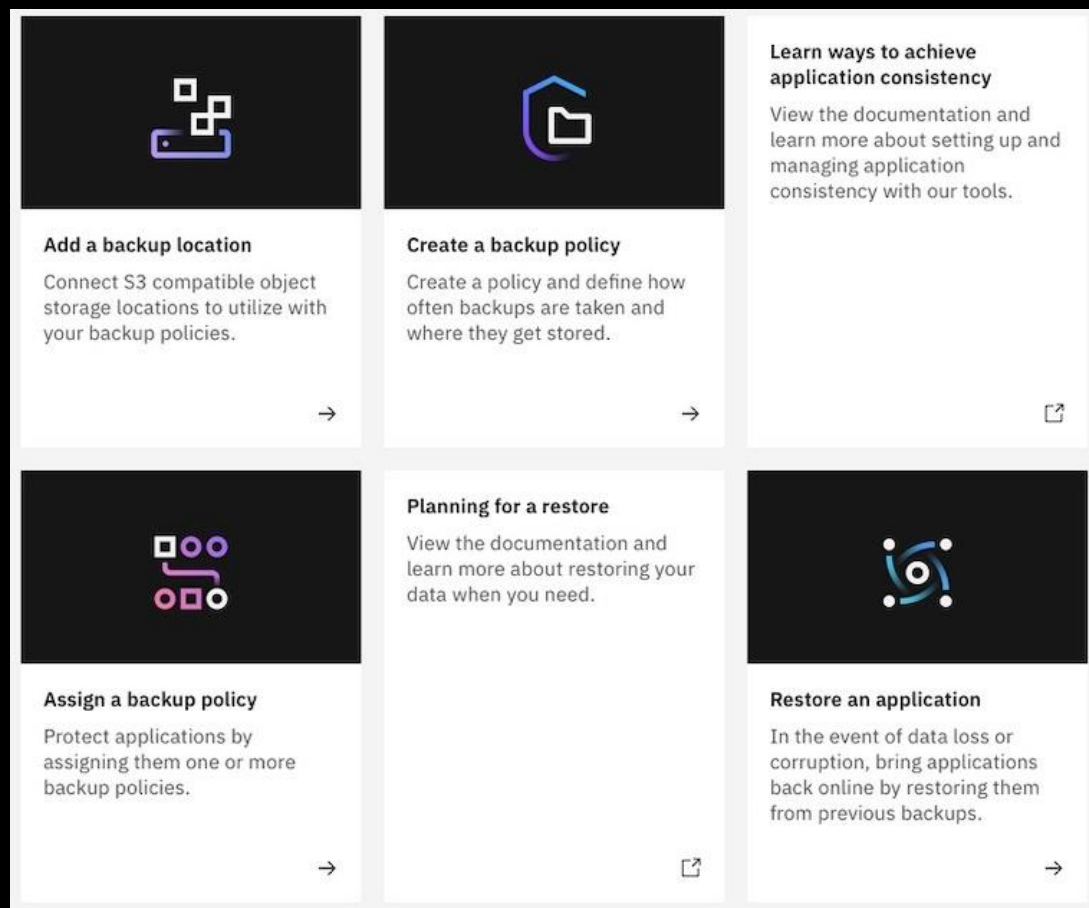 Add a backup location
Connect S3 compatible object
storage locations to utilize with
your backup policies.
Create a backup policy
Create a policy and define how
often backups are taken and
where they get stored.
Learn ways to achieve
application consistency
View the documentation and
learn more about setting up and
managing application
consistency with our tools.
Assign a backup policy
Protect applications by
assigning them one or more
backup policies.
Planning for a restore
View the documentation and
learn more about restoring your
data when you need.
Restore an application
In the event of data loss or
corruption, bring applications
back online by restoring them
from previous backups.